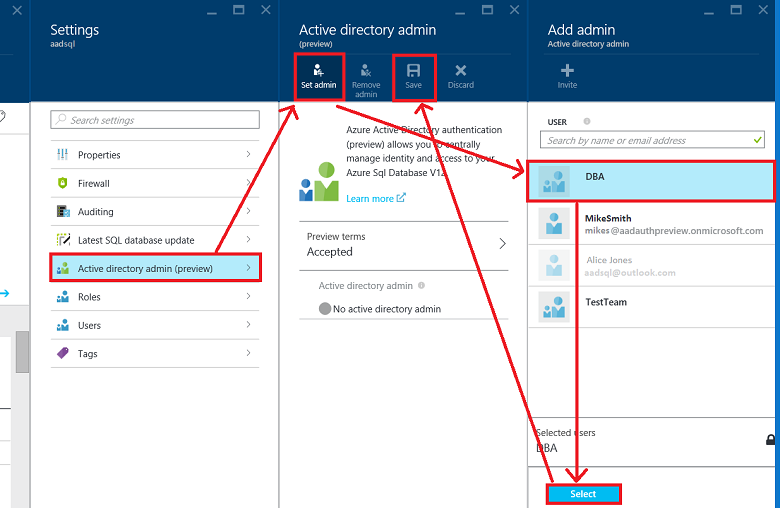 Settings
aadsql
Search settings
Properties
Firewall
Auditing
Latest SQL database update
Active directory admin (preview)
Roles
Users
Tags
Active directory admin
(preview)
Set admin
Remove
admin
Save
Discard
Azure Active Directory authentication
(preview) allows you to centrally
manage identity and access to your
Azure Sql Database V12.
Learn more
Preview terms
Accepted
Active directory admin
No active directory admin
Add admin
Active directory admin
Invite
USER
Search by name or email address
DBA
MikeSmith
mikes@aadauthpreview.onmicrosoft.com
Alice Jones
aadsql@outlook.com
TestTeam
Selected users
DBA
Select